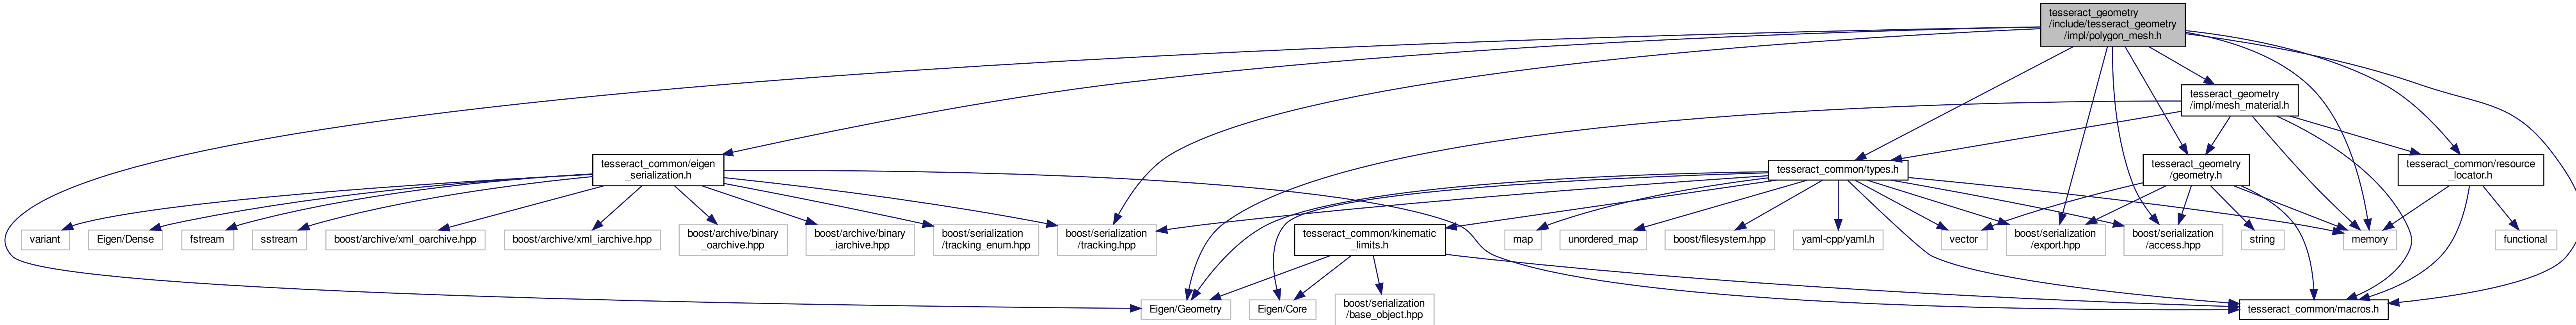 tesseract_geometry
/include/tesseract_geometry
/impl/polygon_mesh.h
tesseract_geometry
/impl/mesh_material.h
tesseract_common/eigen
_serialization.h
tesseract_common/types.h
tesseract_geometry
/geometry.h
tesseract_common/resource
_locator.h
variant
Eigen/Dense
fstream
sstream
boost/archive/xml_oarchive.hpp
boost/archive/xml_iarchive.hpp
boost/archive/binary
_oarchive.hpp
boost/archive/binary
_iarchive.hpp
boost/serialization
/tracking_enum.hpp
boost/serialization
/tracking.hpp
tesseract_common/kinematic
_limits.h
map
unordered_map
boost/filesystem.hpp
yaml-cpp/yaml.h
vector
boost/serialization
/export.hpp
boost/serialization
/access.hpp
string
memory
functional
Eigen/Geometry
Eigen/Core
boost/serialization
/base_object.hpp
tesseract_common/macros.h